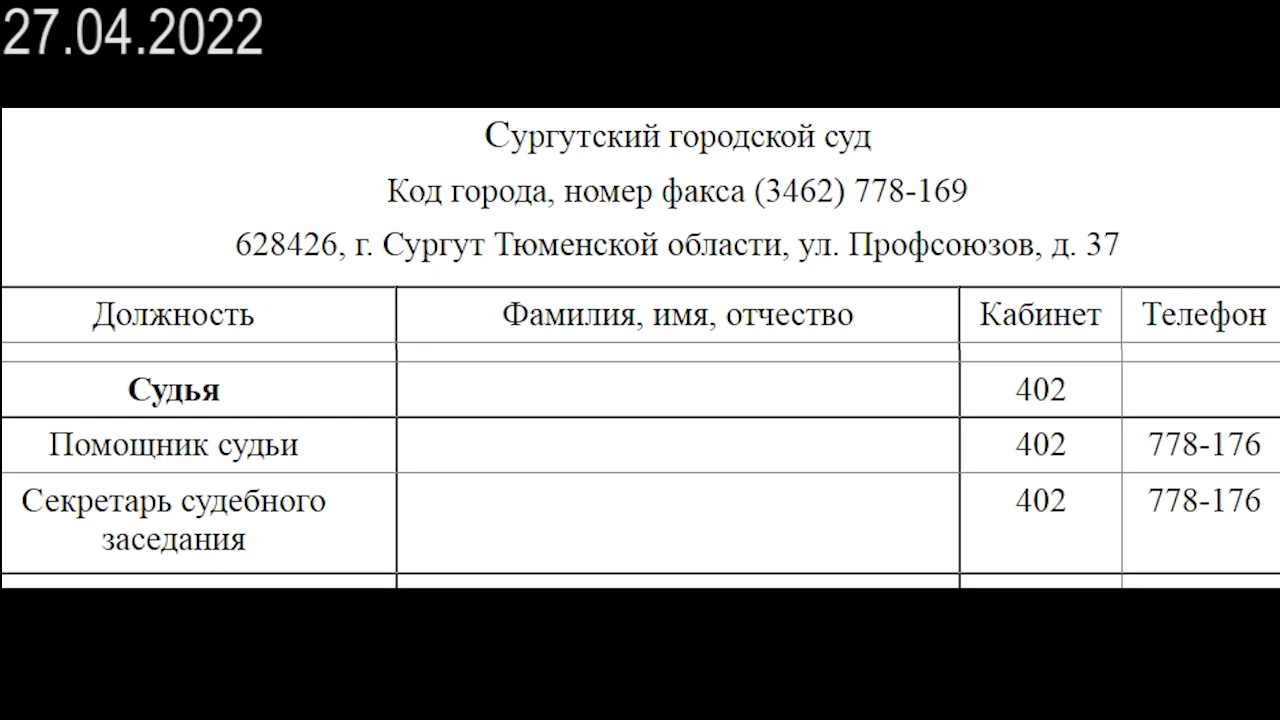 27.04.2022
Сургутский городской суд
Код города, номер факса (3462) 778-169
628426, г. Сургут Тюменской области, ул. Профсоюзов, д. 37
Должность Фамилия, имя, отчество Кабинет Телефон
Судья 402
Помощник судьи 402 778-176
Секретарь судебного 402 778-176
заседания